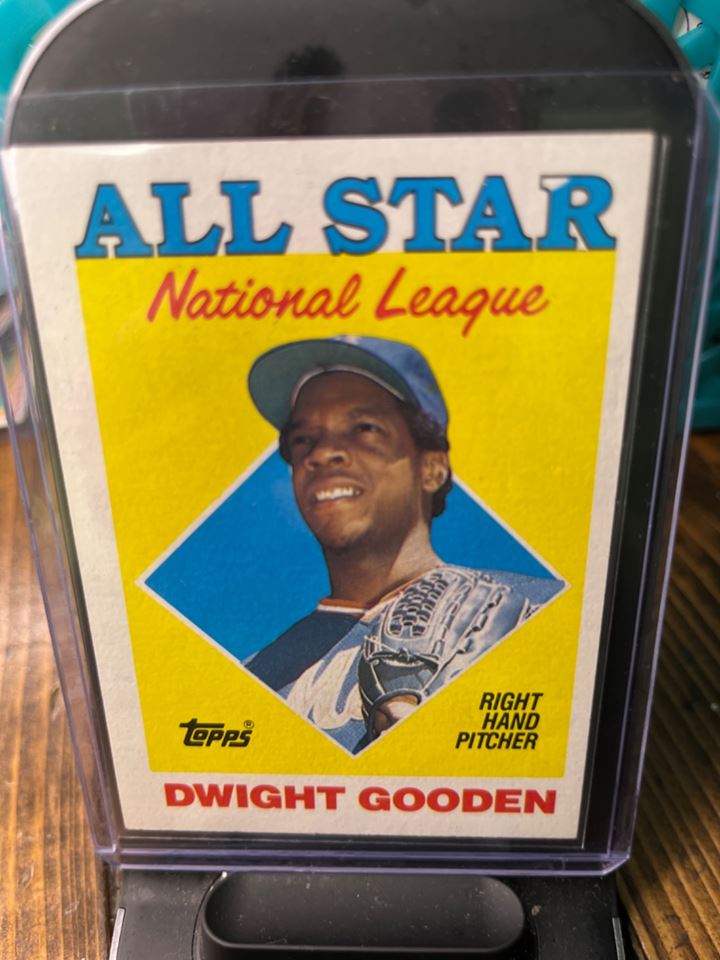 ALL STAR
National League
topps®
RIGHT
HAND
PITCHER
DWIGHT GOODEN